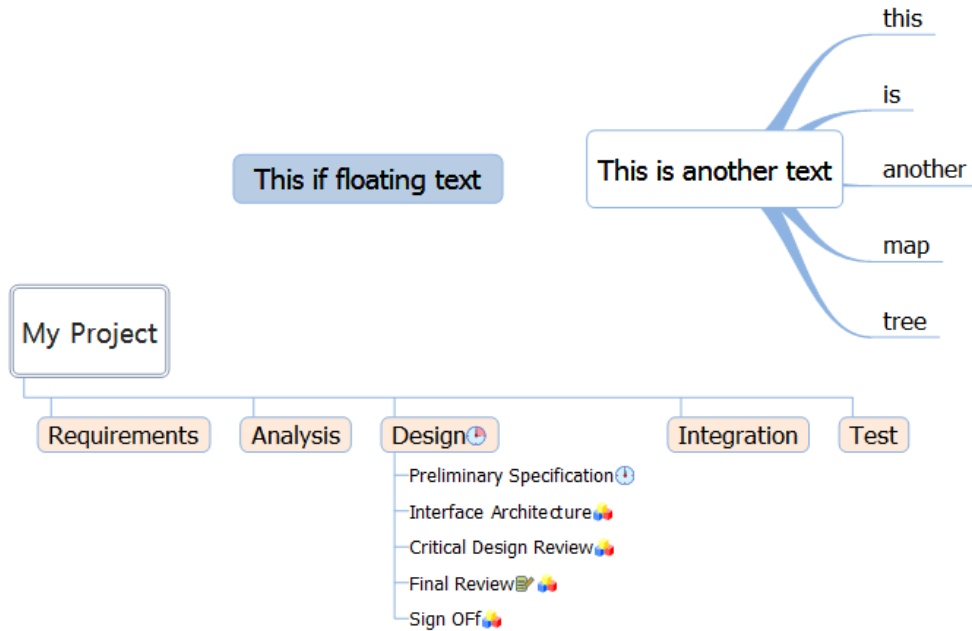 this
is
This is another text
another
This if floating text
map
tree
My Project
Requirements
Analysis
Design
Integration
Test
Preliminary Specification
Interface Architecture
Critical Design Review
Final Review
Sign OFf